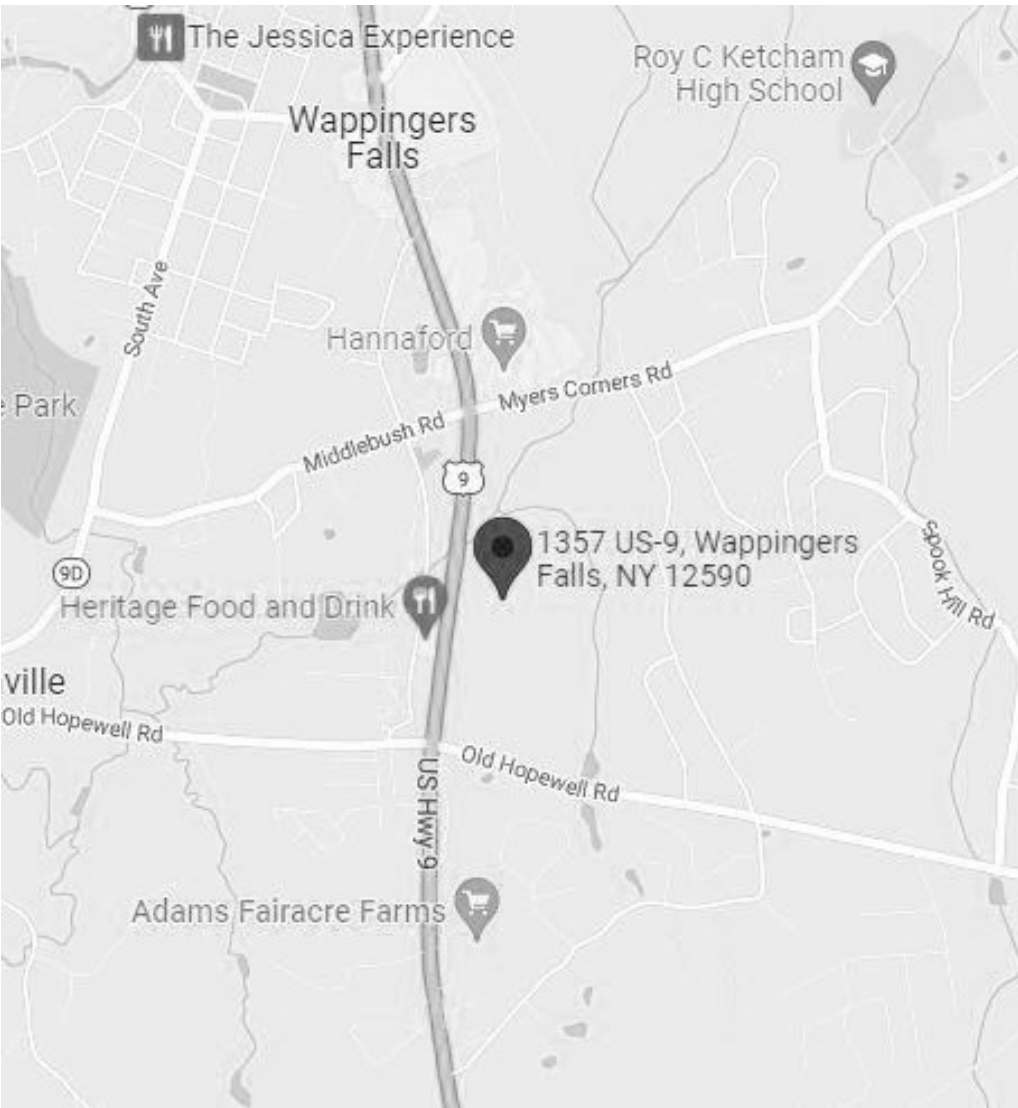 The Jessica Experience
Roy C Ketcham
High School
Wappingers
Falls
South Ave
Hannaford
Myers Corners Rd
e Park
Middlebush Rd
9
1357 US-9, Wappingers
Falls, NY 12590
9D
Heritage Food and Drink
Spook Hill Rd
ville
Old Hopewell Rd
Old Hopewell Rd
US Hwy 9
Adams Fairacre Farms